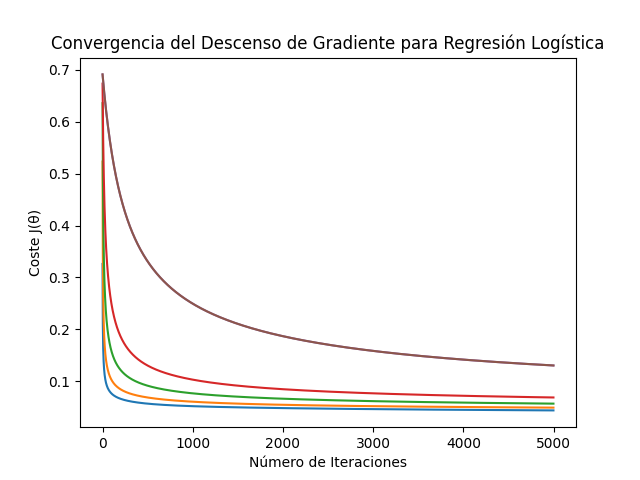 Convergencia del Descenso de Gradiente para Regresión Logística
0.7
0.6
0.5
0.4
0.3
0.2
0.1
Coste J(θ)
0 1000 2000 3000 4000 5000
Número de Iteraciones